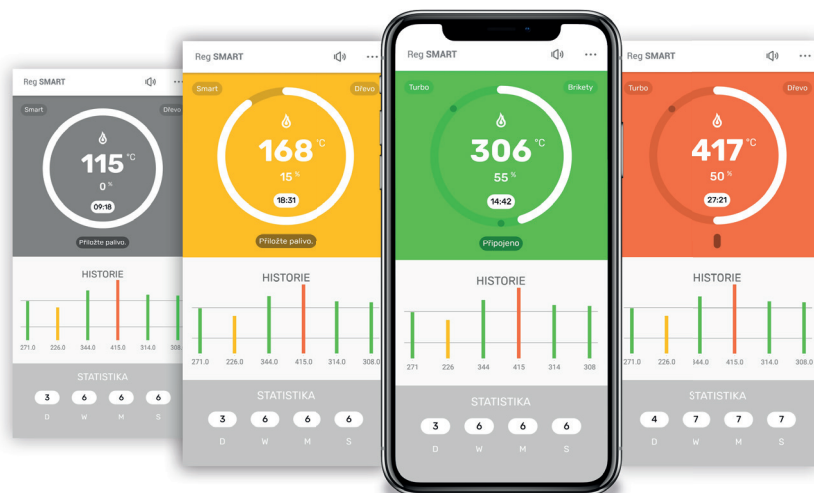 Reg SMART
Smart
Dřevo
115 °C
0 %
09:18
Přiložte palivo.
HISTORIE
271.0 226.0 344.0 415.0 314.0 308.
STATISTIKA
3 6 6 6
D W M S
Reg SMART
Smart
Dřevo
168 °C
15 %
18:31
Přiložte palivo.
HISTORIE
271.0 226.0 344.0 415.0 314.0 308.0
STATISTIKA
3 6 6 6
D W M S
Reg SMART
Turbo
Brikety
306 °C
55 %
14:42
Připojeno
HISTORIE
271 226 344 415 314 308
STATISTIKA
3 6 6 6
D W M S
Reg SMART
Turbo
Dřevo
417 °C
50 %
27:21
HISTORIE
271.0 226.0 344.0 415.0 314.0 308.0
STATISTIKA
4 7 7 7
D W M S